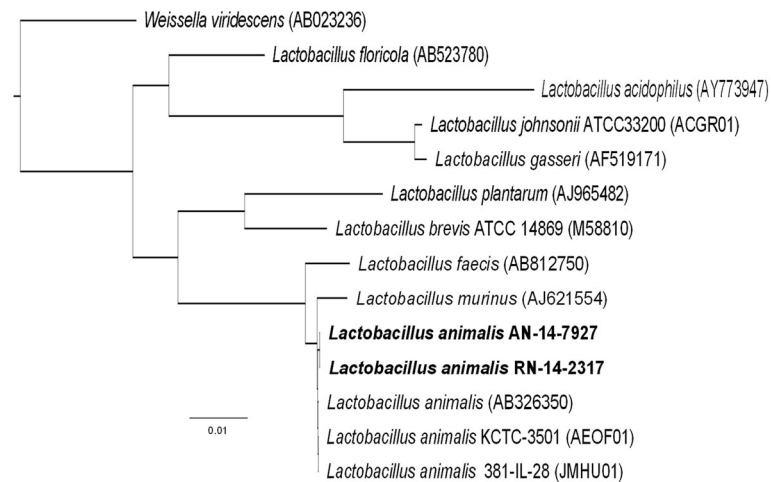 Weissella viridescens (AB023236)
Lactobacillus floricola (AB523780)
Lactobacillus acidophilus (AY773947)
Lactobacillus johnsonii ATCC33200 (ACGR01)
Lactobacillus gasseri (AF519171)
Lactobacillus plantarum (AJ965482)
Lactobacillus brevis ATCC 14869 (M58810)
Lactobacillus faecis (AB812750)
Lactobacillus murinus (AJ621554)
Lactobacillus animalis AN-14-7927
Lactobacillus animalis RN-14-2317
Lactobacillus animalis (AB326350)
Lactobacillus animalis KCTC-3501 (AEOF01)
Lactobacillus animalis 381-IL-28 (JMHU01)
0.01